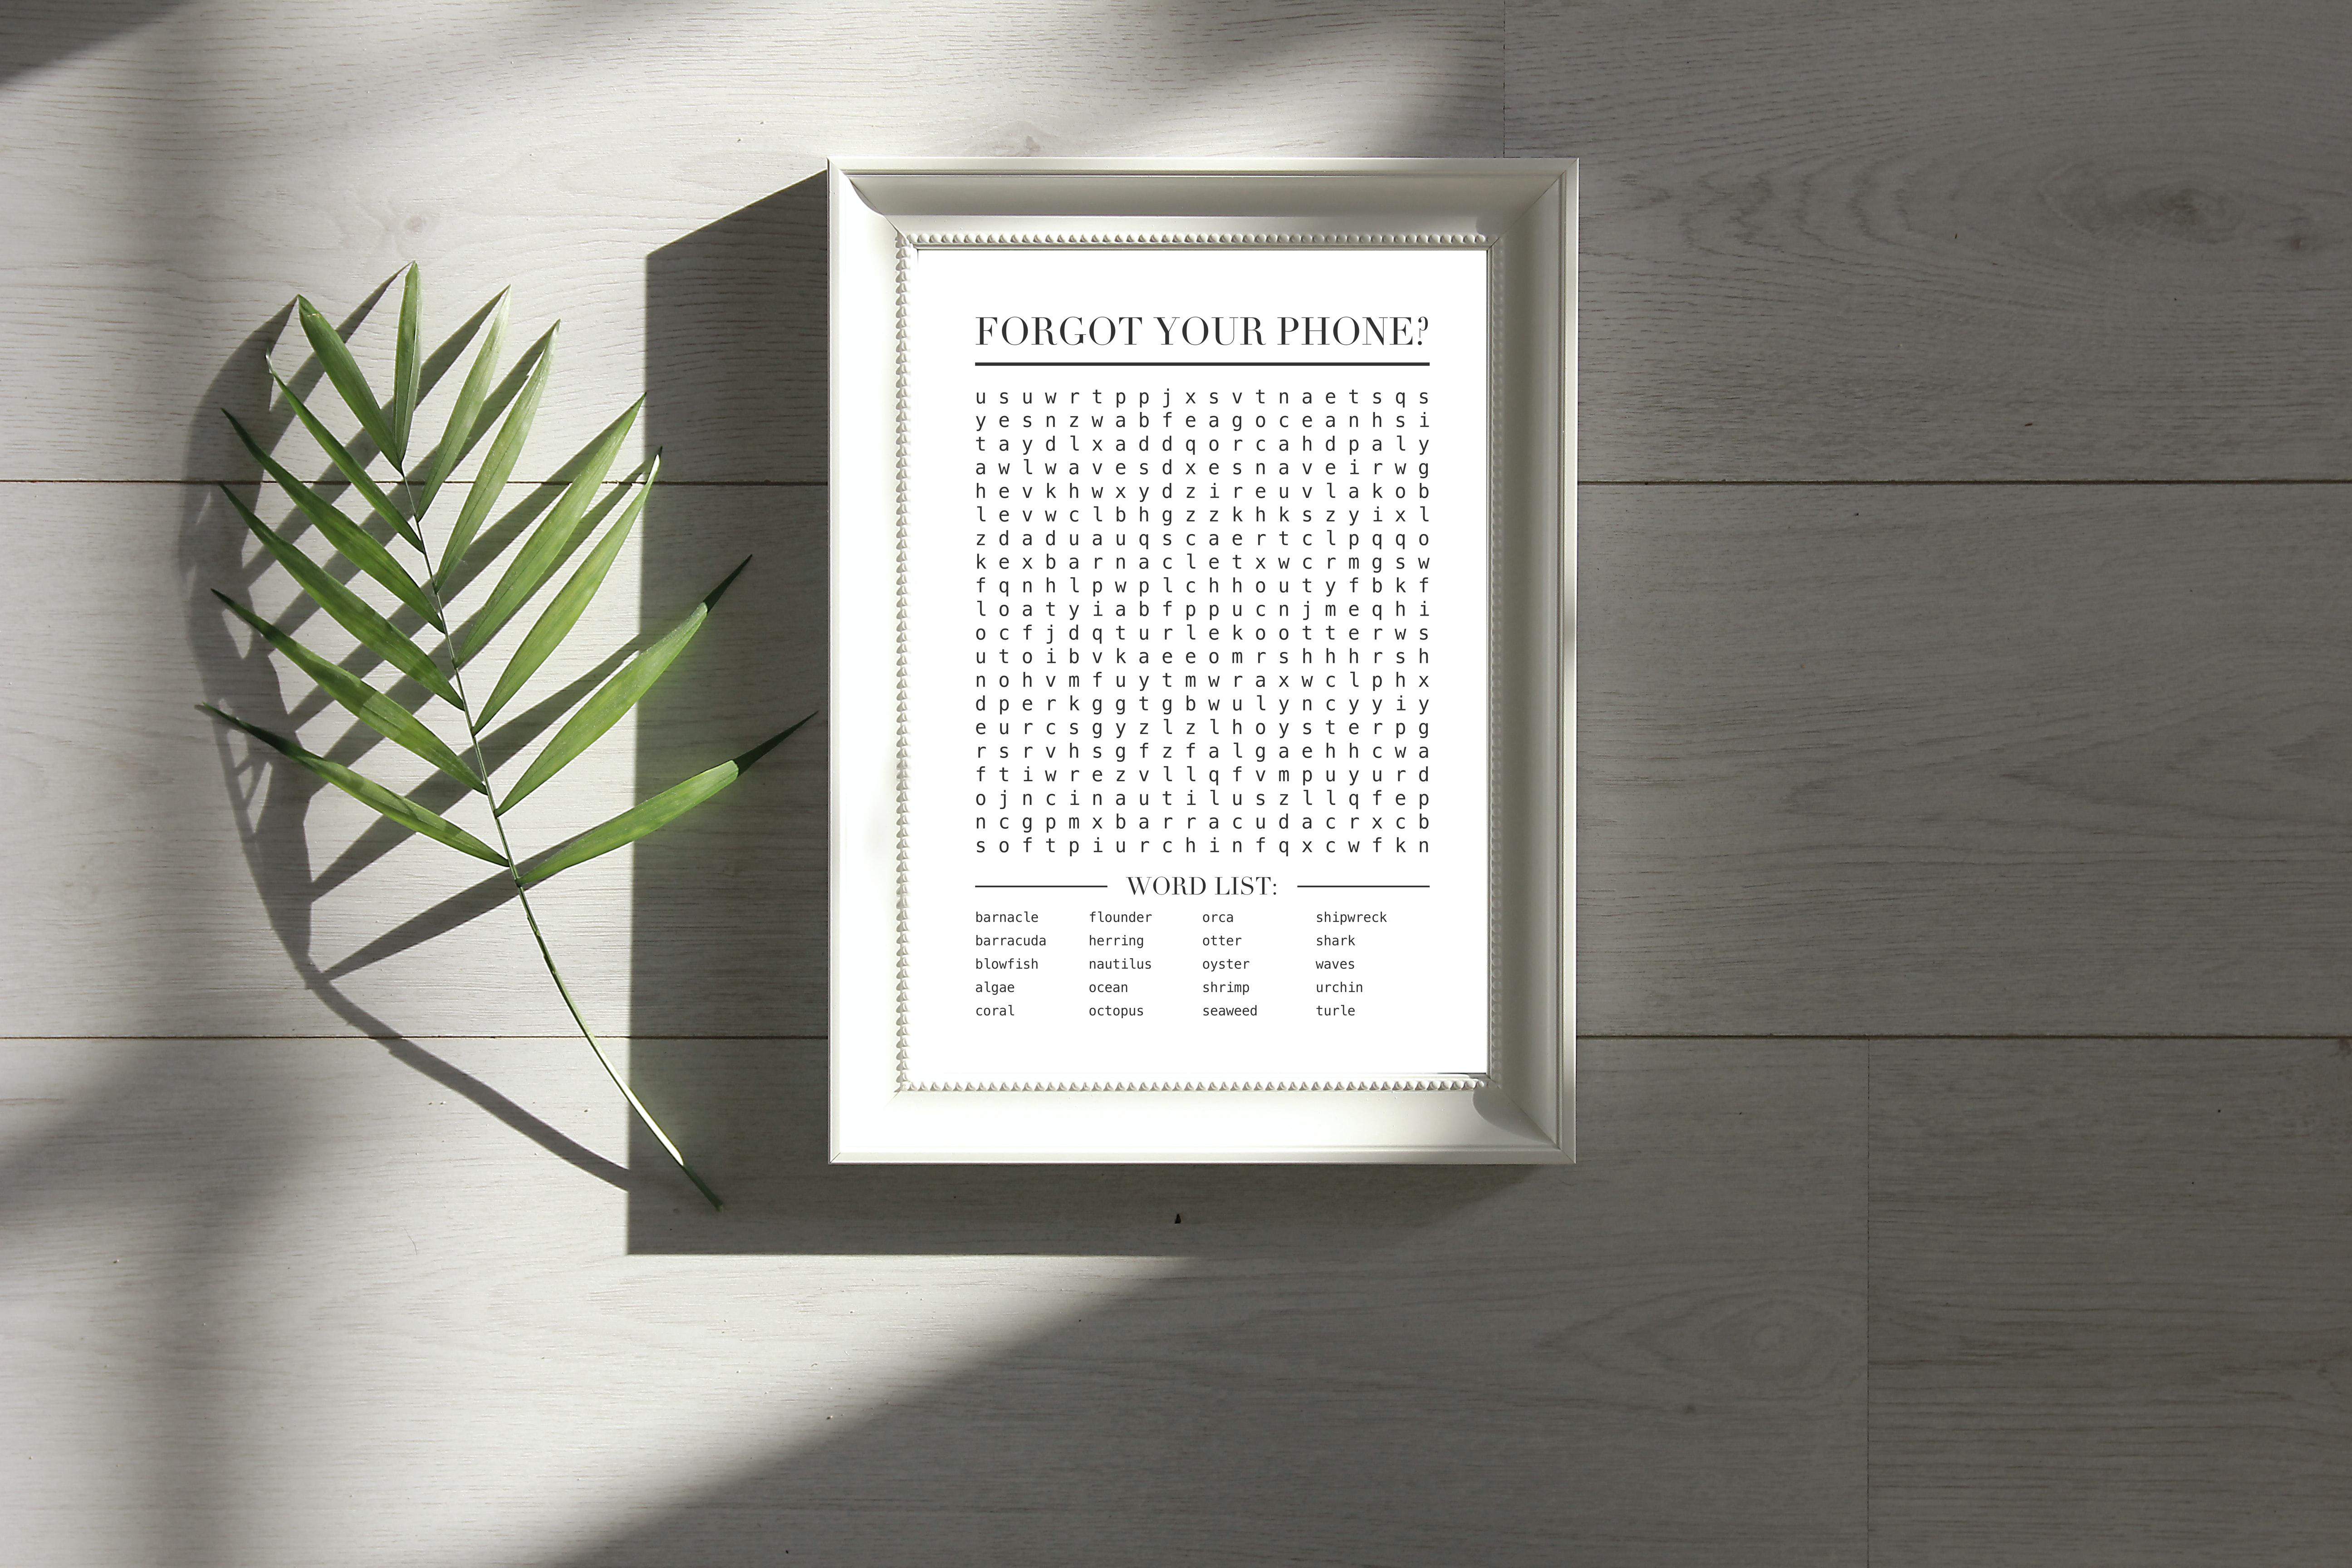 FORGOT YOUR PHONE?
u s u w r t p p j x s v t n a e t s q s
y e s n z w a b f e a g o c e a n h s i
t a y d l x a d d q o r c a h d p a l y
a w l w a v e s d x e s n a v e i r w g
h e v k h w x y d z i r e u v l a k o b
l e v w c l b h g z z k h k s z y i x l
z d a d u a u q s c a e r t c l p q q o
k e x b a r n a c l e t x w c r m g s w
f q n h l p w p l c h h o u t y f b k f
l o a t y i a b f p p u c n j m e q h i
o c f j d q t u r l e k o o t t e r w s
u t o i b v k a e e o m r s h h h r s h
n o h v m f u y t m w r a x w c l p h x
d p e r k g g t g b w u l y n c y y i y
e u r c s g y z l z l h o y s t e r p g
r s r v h s g f z f a l g a e h h c w a
f t i w r e z v l l q f v m p u y u r d
o j n c i n a u t i l u s z l l q f e p
n c g p m x b a r r a c u d a c r x c b
s o f t p i u r c h i n f q x c w f k n
WORD LIST:
barnacle flounder orca shipwreck
barracuda herring otter shark
blowfish nautilus oyster waves
algae ocean shrimp urchin
coral octopus seaweed turle